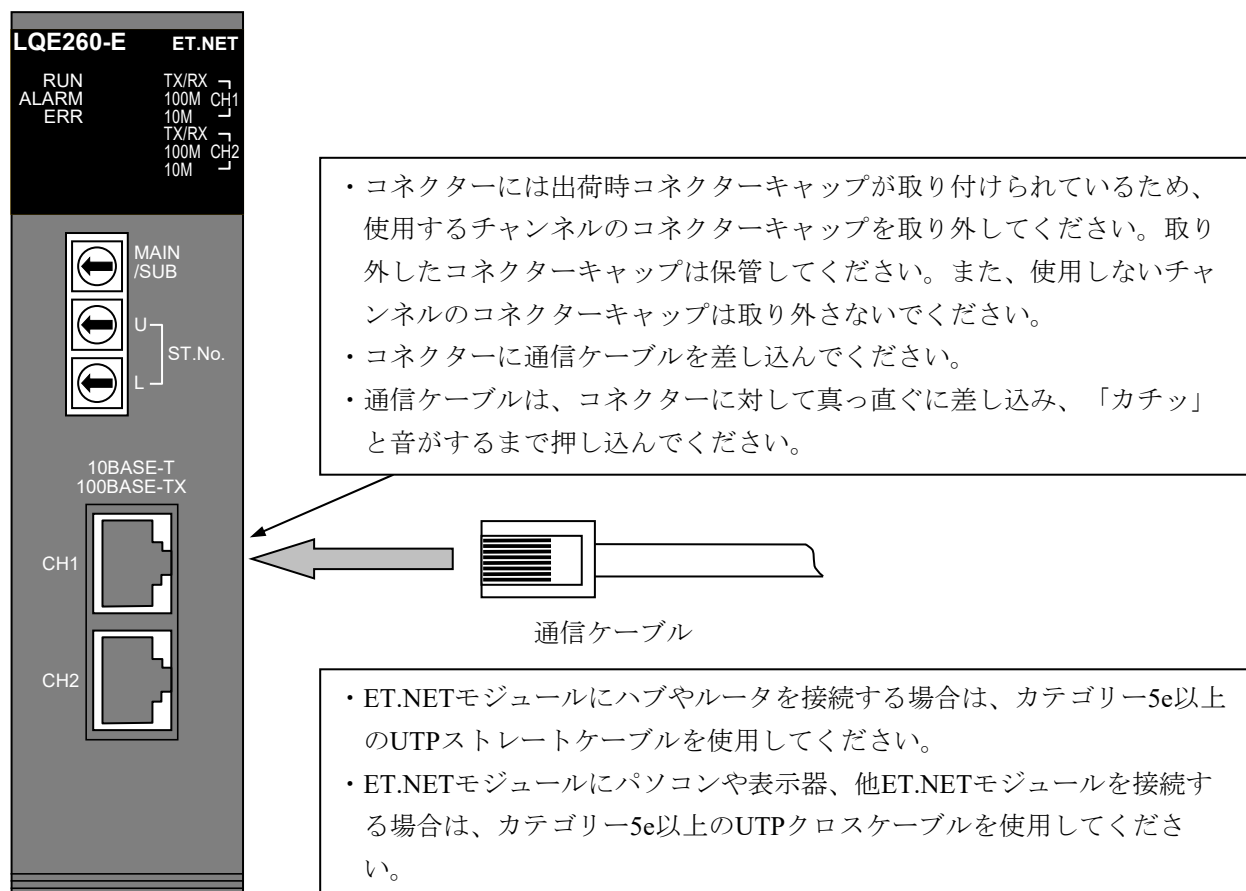 LQE260-E ET.NET
RUN
ALARM
ERR
TX/RX
100M CH1
10M
TX/RX
100M CH2
10M
MAIN
/SUB
U
ST.No.
L
10BASE-T
100BASE-TX
CH1
CH2
・コネクターには出荷時コネクターキャップが取り付けられているため、
使用するチャンネルのコネクターキャップを取り外してください。取り
外したコネクターキャップは保管してください。また、使用しないチャ
ンネルのコネクターキャップは取り外さないでください。
・コネクターに通信ケーブルを差し込んでください。
・通信ケーブルは、コネクターに対して真っ直ぐに差し込み、「カチッ」
と音がするまで押し込んでください。
通信ケーブル
・ET.NETモジュールにハブやルータを接続する場合は、カテゴリー5e以上
のUTPストレートケーブルを使用してください。
・ET.NETモジュールにパソコンや表示器、他ET.NETモジュールを接続す
る場合は、カテゴリー5e以上のUTPクロスケーブルを使用してくださ
い。